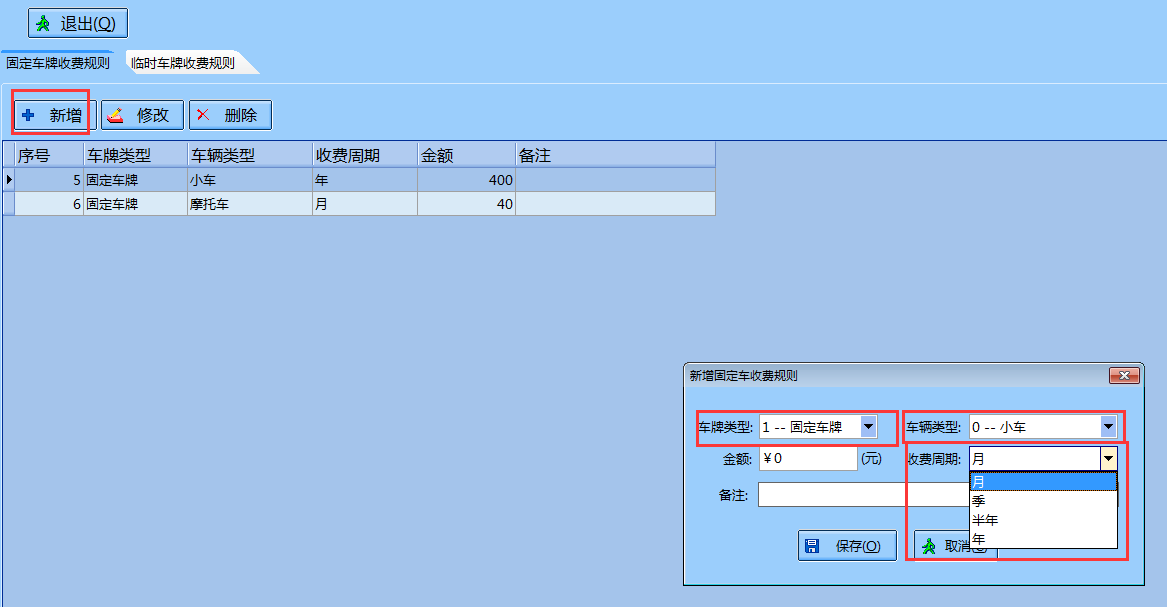 退出(Q)
固定车牌收费规则 临时车牌收费规则
新增 修改 删除
序号 车牌类型 车辆类型 收费周期 金额 备注
5 固定车牌 小车 年 400
6 固定车牌 摩托车 月 40
新增固定车收费规则
车牌类型: 1 -- 固定车牌 车辆类型: 0 -- 小车
金额: ¥0 (元) 收费周期: 月
备注:
月
季
半年
年
保存(O) 取消